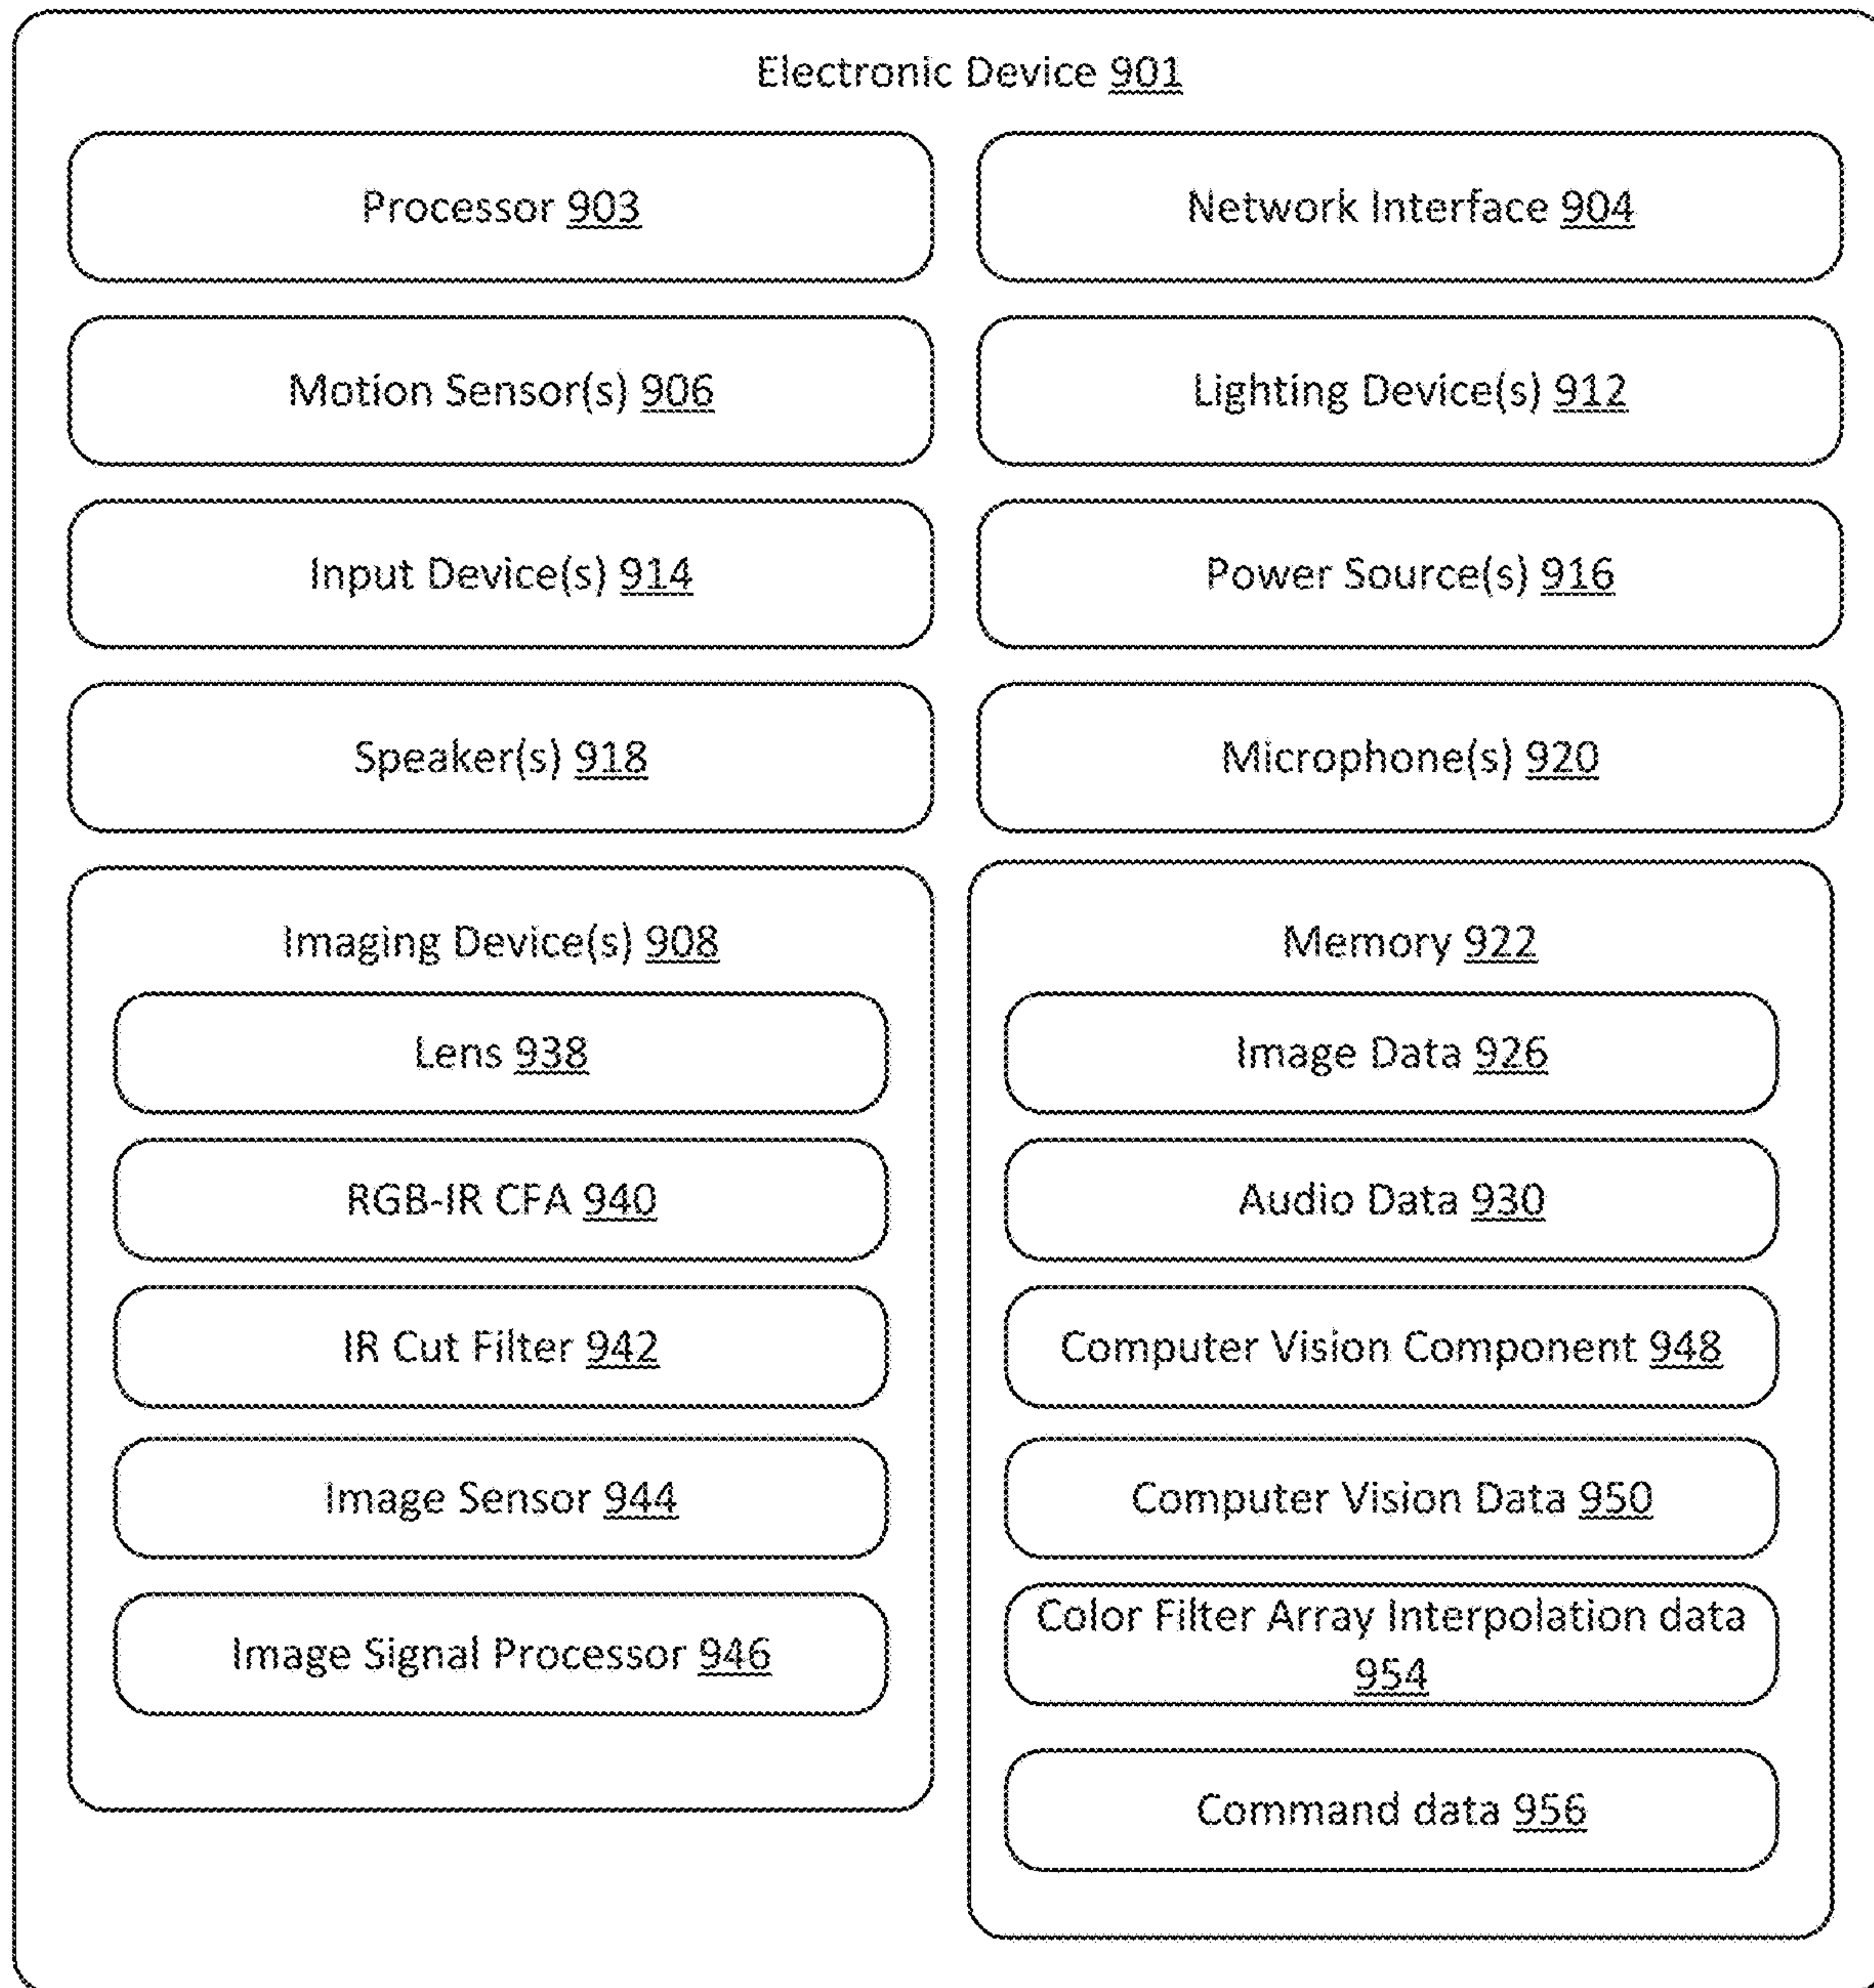 Electronic Device 901
Processor 903
Network Interface 904
Motion Sensor(s) 906
Lighting Device(s) 912
Input Device(s) 914
Power Source(s) 916
Speaker(s) 918
Microphone(s) 920
Imaging Device(s) 908
Lens 938
RGB-IR CFA 940
IR Cut Filter 942
Image Sensor 944
Image Signal Processor 946
Memory 922
Image Data 926
Audio Data 930
Computer Vision Component 948
Computer Vision Data 950
Color Filter Array Interpolation data
954
Command data 956